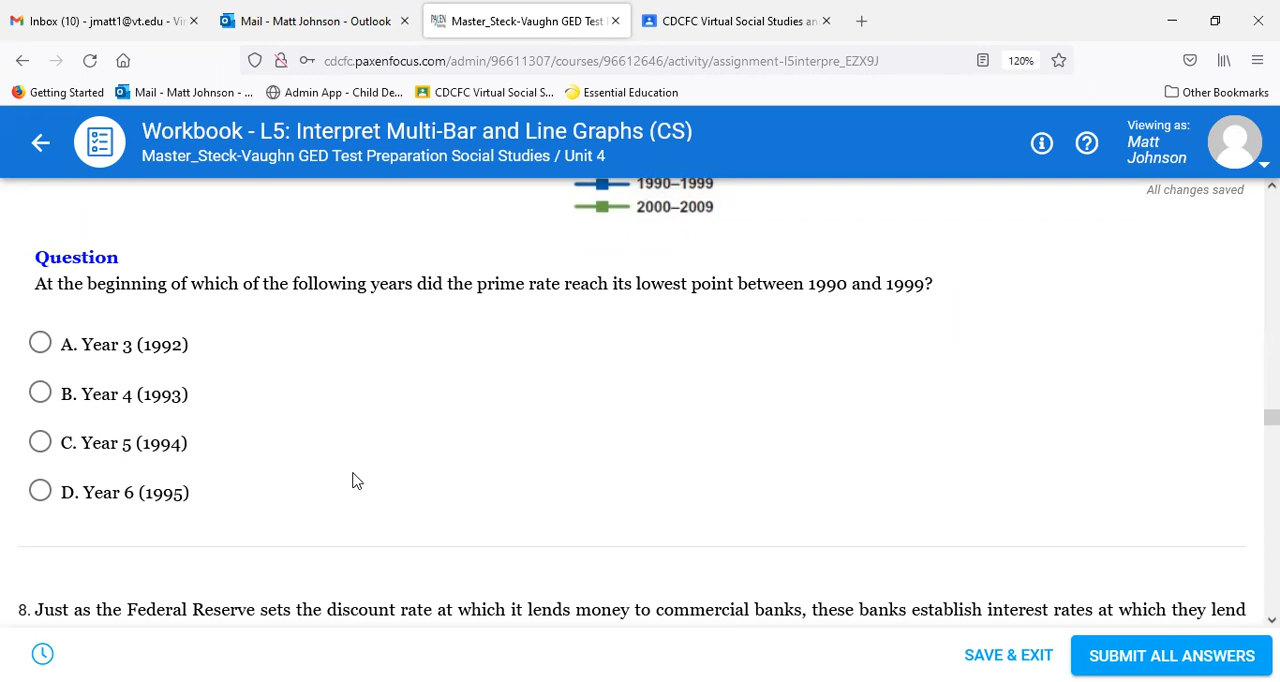 Inbox (10) - jmatt1@vt.edu - Vir
Mail - Matt Johnson - Outlook
Master_Steck-Vaughn GED Test
CDCFC Virtual Social Studies an
cdcfc.paxenfocus.com/admin/96611307/courses/96612646/activity/assignment-l5interpre_EZX9J
120%
Getting Started
Mail - Matt Johnson - ...
Admin App - Child De...
CDCFC Virtual Social S...
Essential Education
Other Bookmarks
Workbook - L5: Interpret Multi-Bar and Line Graphs (CS)
Master_Steck-Vaughn GED Test Preparation Social Studies / Unit 4
Viewing as:
Matt
Johnson
All changes saved
1990–1999
2000–2009
Question
At the beginning of which of the following years did the prime rate reach its lowest point between 1990 and 1999?
A. Year 3 (1992)
B. Year 4 (1993)
C. Year 5 (1994)
D. Year 6 (1995)
8. Just as the Federal Reserve sets the discount rate at which it lends money to commercial banks, these banks establish interest rates at which they lend
SAVE & EXIT
SUBMIT ALL ANSWERS